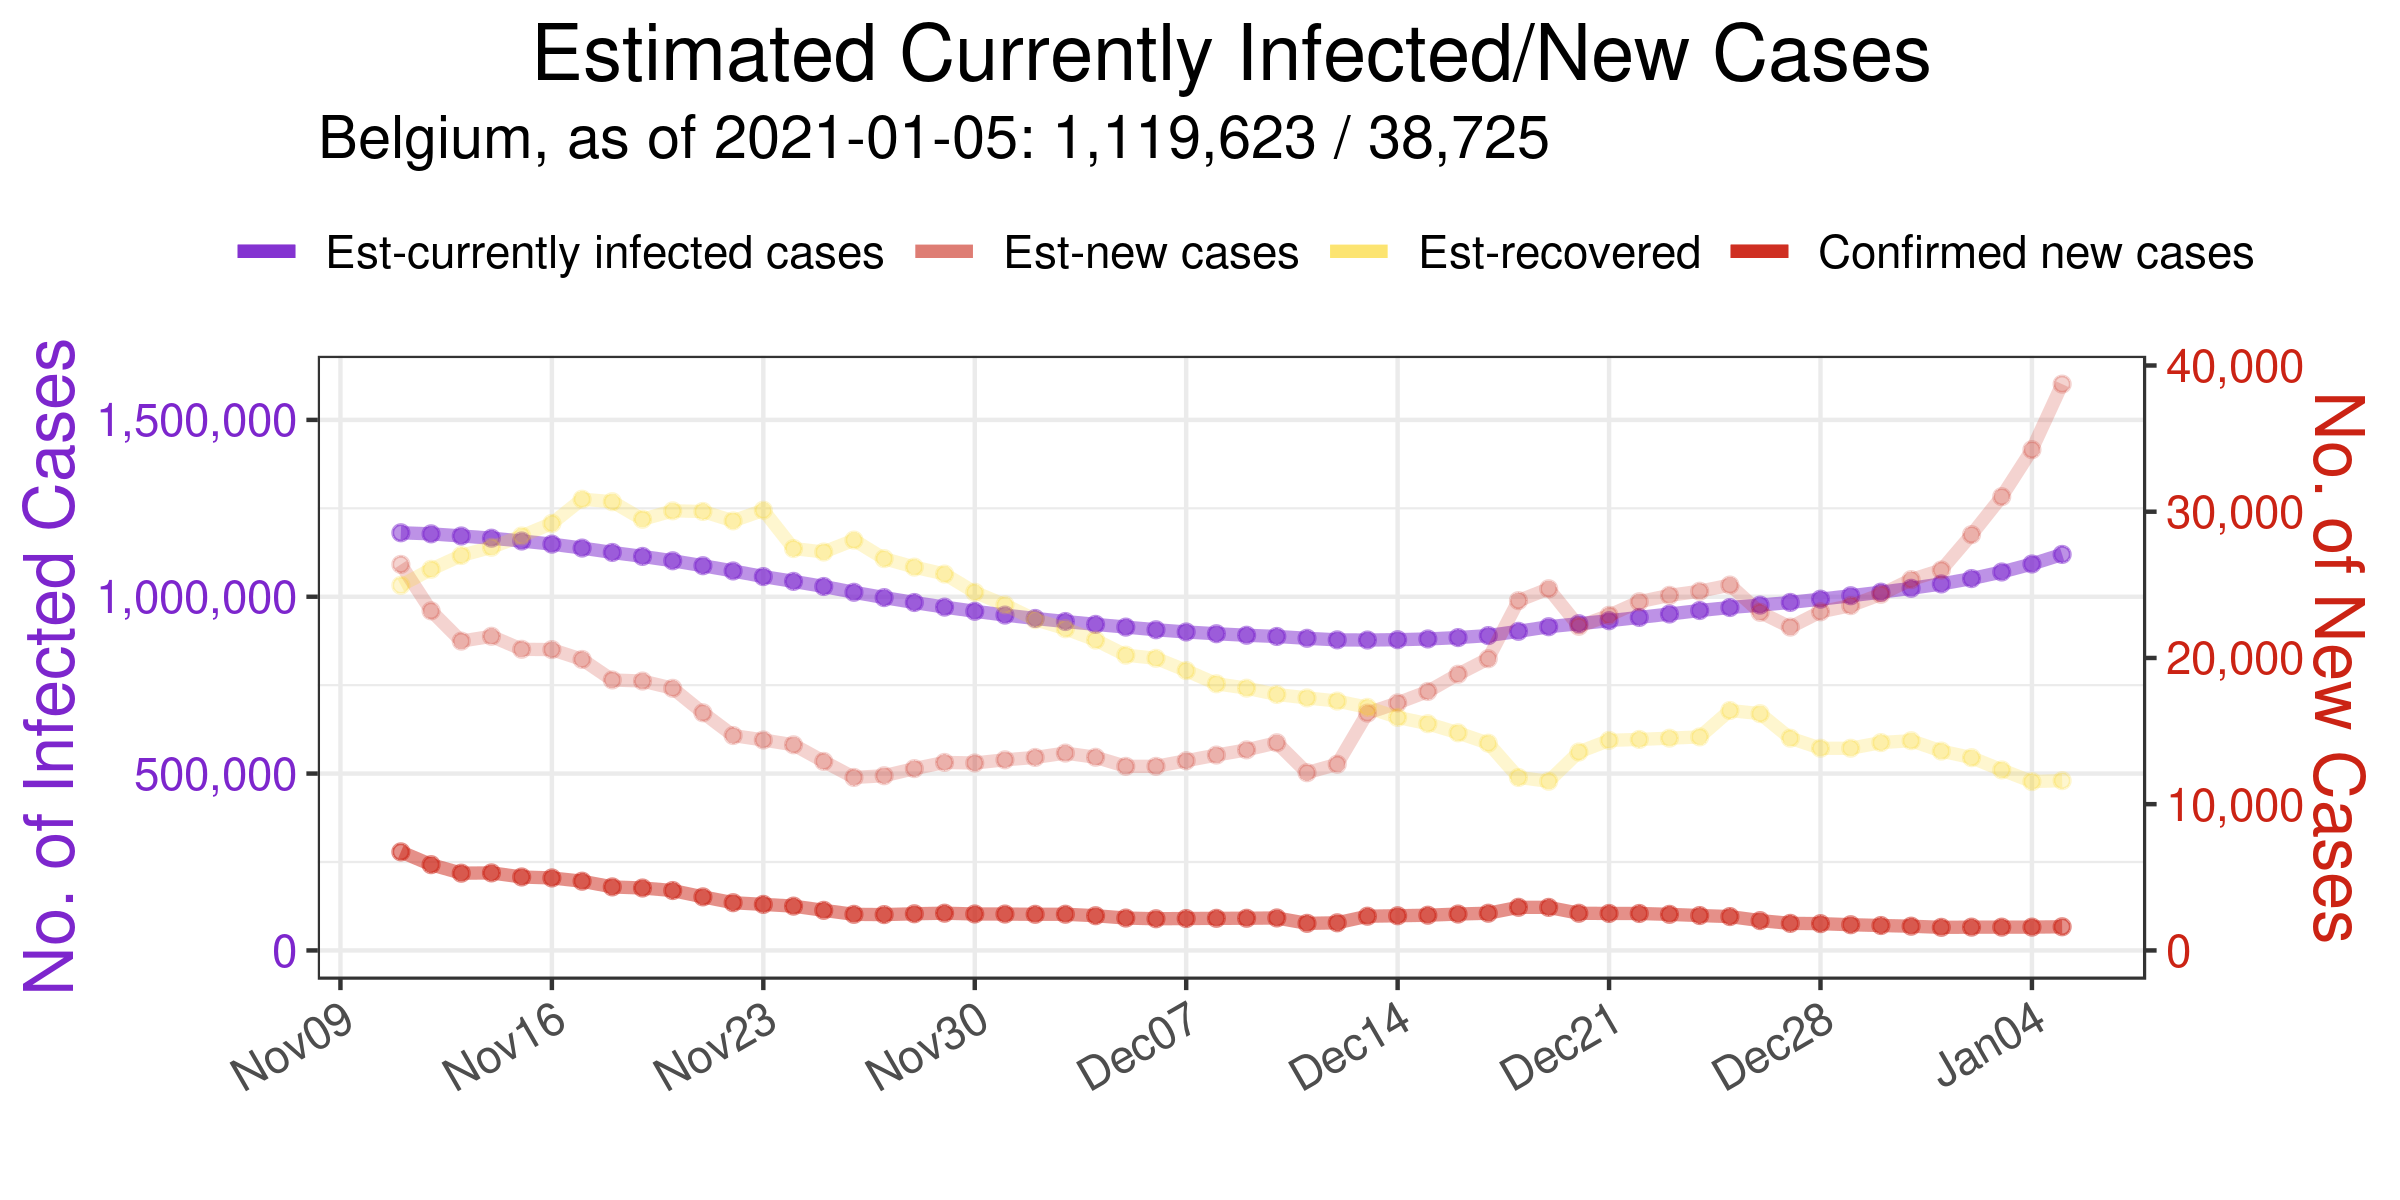 Estimated Currently Infected/New Cases
Belgium, as of 2021-01-05: 1,119,623 / 38,725
Est-currently infected cases Est-new cases Est-recovered Confirmed new cases
No. of Infected Cases
1,500,000
1,000,000
500,000
0
40,000
30,000
20,000
10,000
0
No. of New Cases
Nov09 Nov16 Nov23 Nov30 Dec07 Dec14 Dec21 Dec28 Jan04